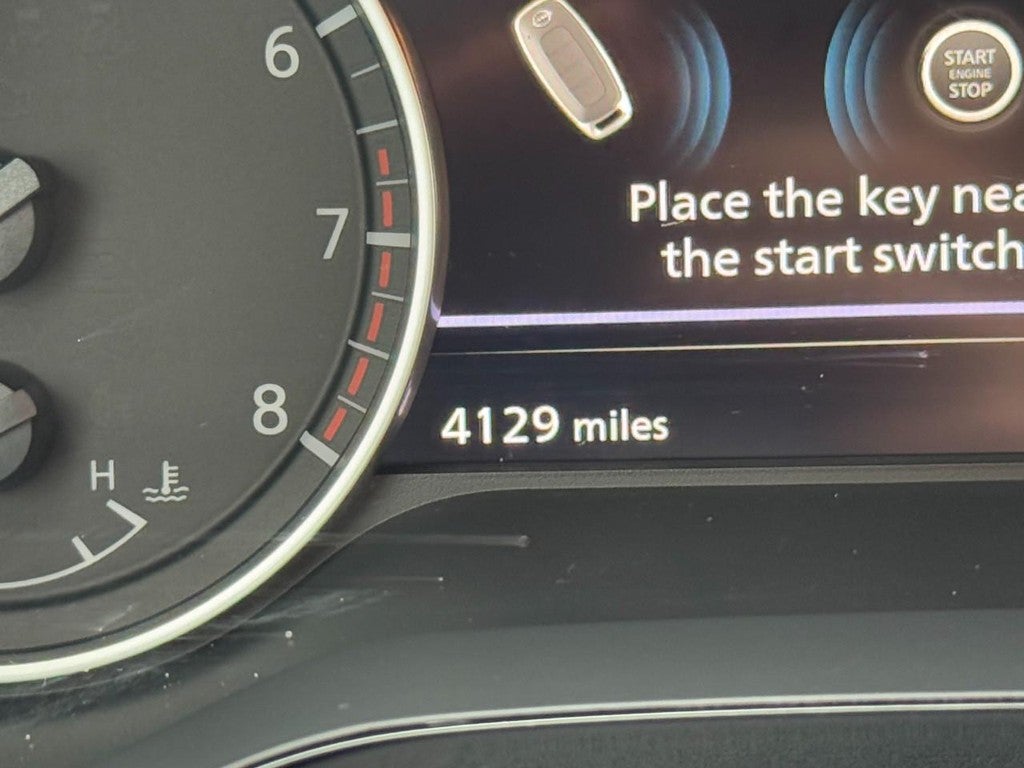 6
START
ENGINE
STOP
Place the key nea
the start switch
7
8
4129 miles
H